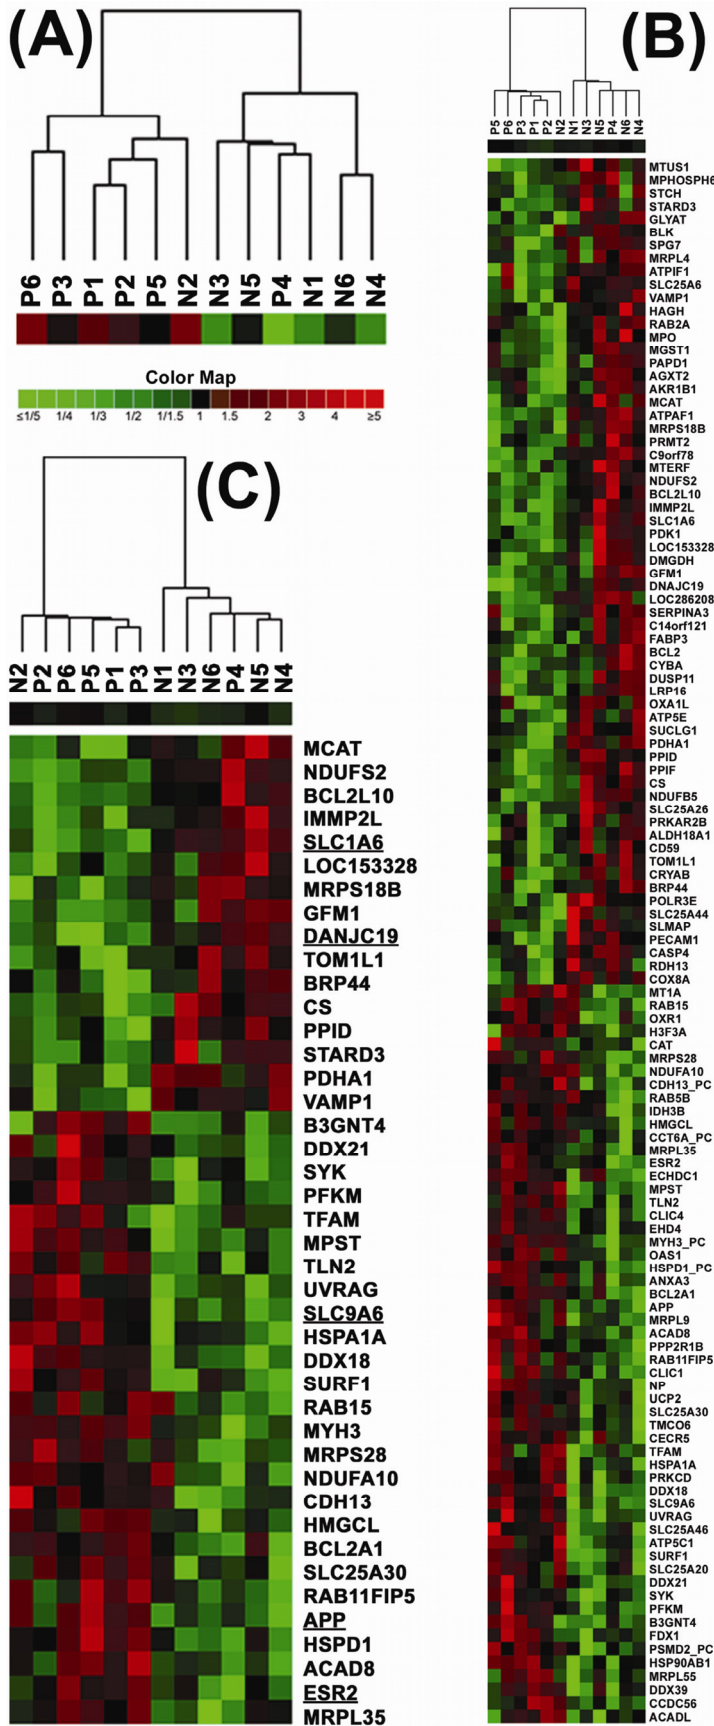 (A)
P6 P3 P1 P2 P5 N2 N3 N5 P4 N1 N6 N4
Color Map
≤1/5 1/4 1/3 1/2 1/1.5 1 1.5 2 3 4 ≥5
(C)
N2 P2 P6 P5 P1 P3 N1 N3 N6 P4 N5 N4
MCAT
NDUFS2
BCL2L10
IMMP2L
SLC1A6
LOC153328
MRPS18B
GFM1
DANJC19
TOM1L1
BRP44
CS
PPID
STARD3
PDHA1
VAMP1
B3GNT4
DDX21
SYK
PFKM
TFAM
MPST
TLN2
UVRAG
SLC9A6
HSPA1A
DDX18
SURF1
RAB15
MYH3
MRPS28
NDUFA10
CDH13
HMGCL
BCL2A1
SLC25A30
RAB11FIP5
APP
HSPD1
ACAD8
ESR2
MRPL35
(B)
P5 P6 P3 P1 P2 N2 N1 N3 N5 P4 N6 N4
MTUS1
MPHOSPH6
STCH
STARD3
GLYAT
BLK
SPG7
MRPL4
ATPIF1
SLC25A6
VAMP1
HAGH
RAB2A
MPO
MGST1
PAPD1
AGXT2
AKR1B1
MCAT
ATPAF1
MRPS18B
PRMT2
C9orf78
MTERF
NDUFS2
BCL2L10
IMMP2L
SLC1A6
PDK1
LOC153328
DMGDH
GFM1
DNAJC19
LOC286208
SERPINA3
C14orf121
FABP3
BCL2
CYBA
DUSP11
LRP16
OXA1L
ATP5E
SUCLG1
PDHA1
PPID
PPIF
CS
NDUFB5
SLC25A26
PRKAR2B
ALDH18A1
CD59
TOM1L1
CRYAB
BRP44
POLR3E
SLC25A44
SLMAP
PECAM1
CASP4
RDH13
COX8A
MT1A
RAB15
OXR1
H3F3A
CAT
MRPS28
NDUFA10
CDH13_PC
RAB5B
IDH3B
HMGCL
CCT6A_PC
MRPL35
ESR2
ECHDC1
MPST
TLN2
CLIC4
EHD4
MYH3_PC
OAS1
HSPD1_PC
ANXA3
BCL2A1
APP
MRPL9
ACAD8
PPP2R1B
RAB11FIP5
CLIC1
NP
UCP2
SLC25A30
TMCO6
CECR5
TFAM
HSPA1A
PRKCD
DDX18
SLC9A6
UVRAG
SLC25A46
ATP5C1
SURF1
SLC25A20
DDX21
SYK
PFKM
B3GNT4
FDX1
PSMD2_PC
HSP90AB1
MRPL55
DDX39
CCDC56
ACADL